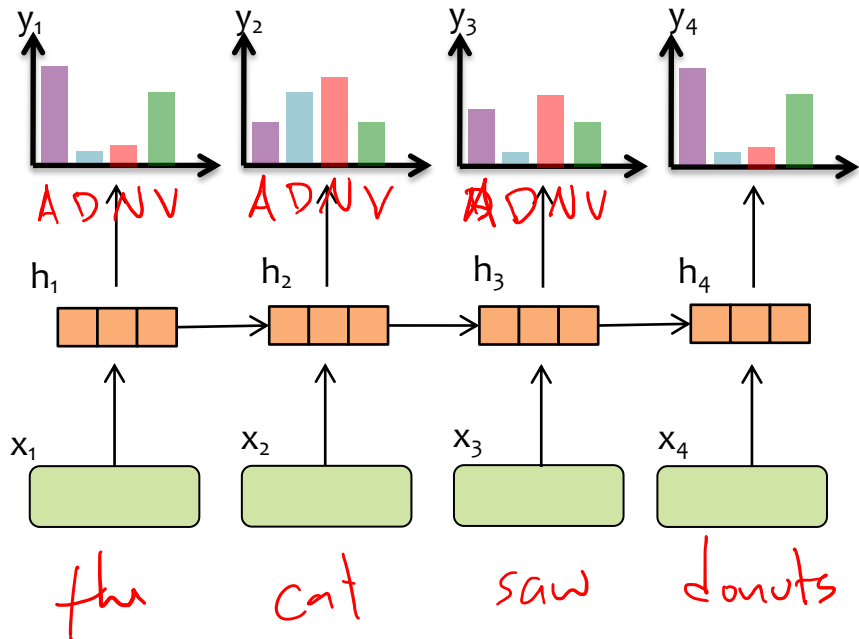 y₁ y₂ y₃ y₄
A D N V A D N V A D N V
h₁ h₂ h₃ h₄
x₁ x₂ x₃ x₄
the cat saw donuts